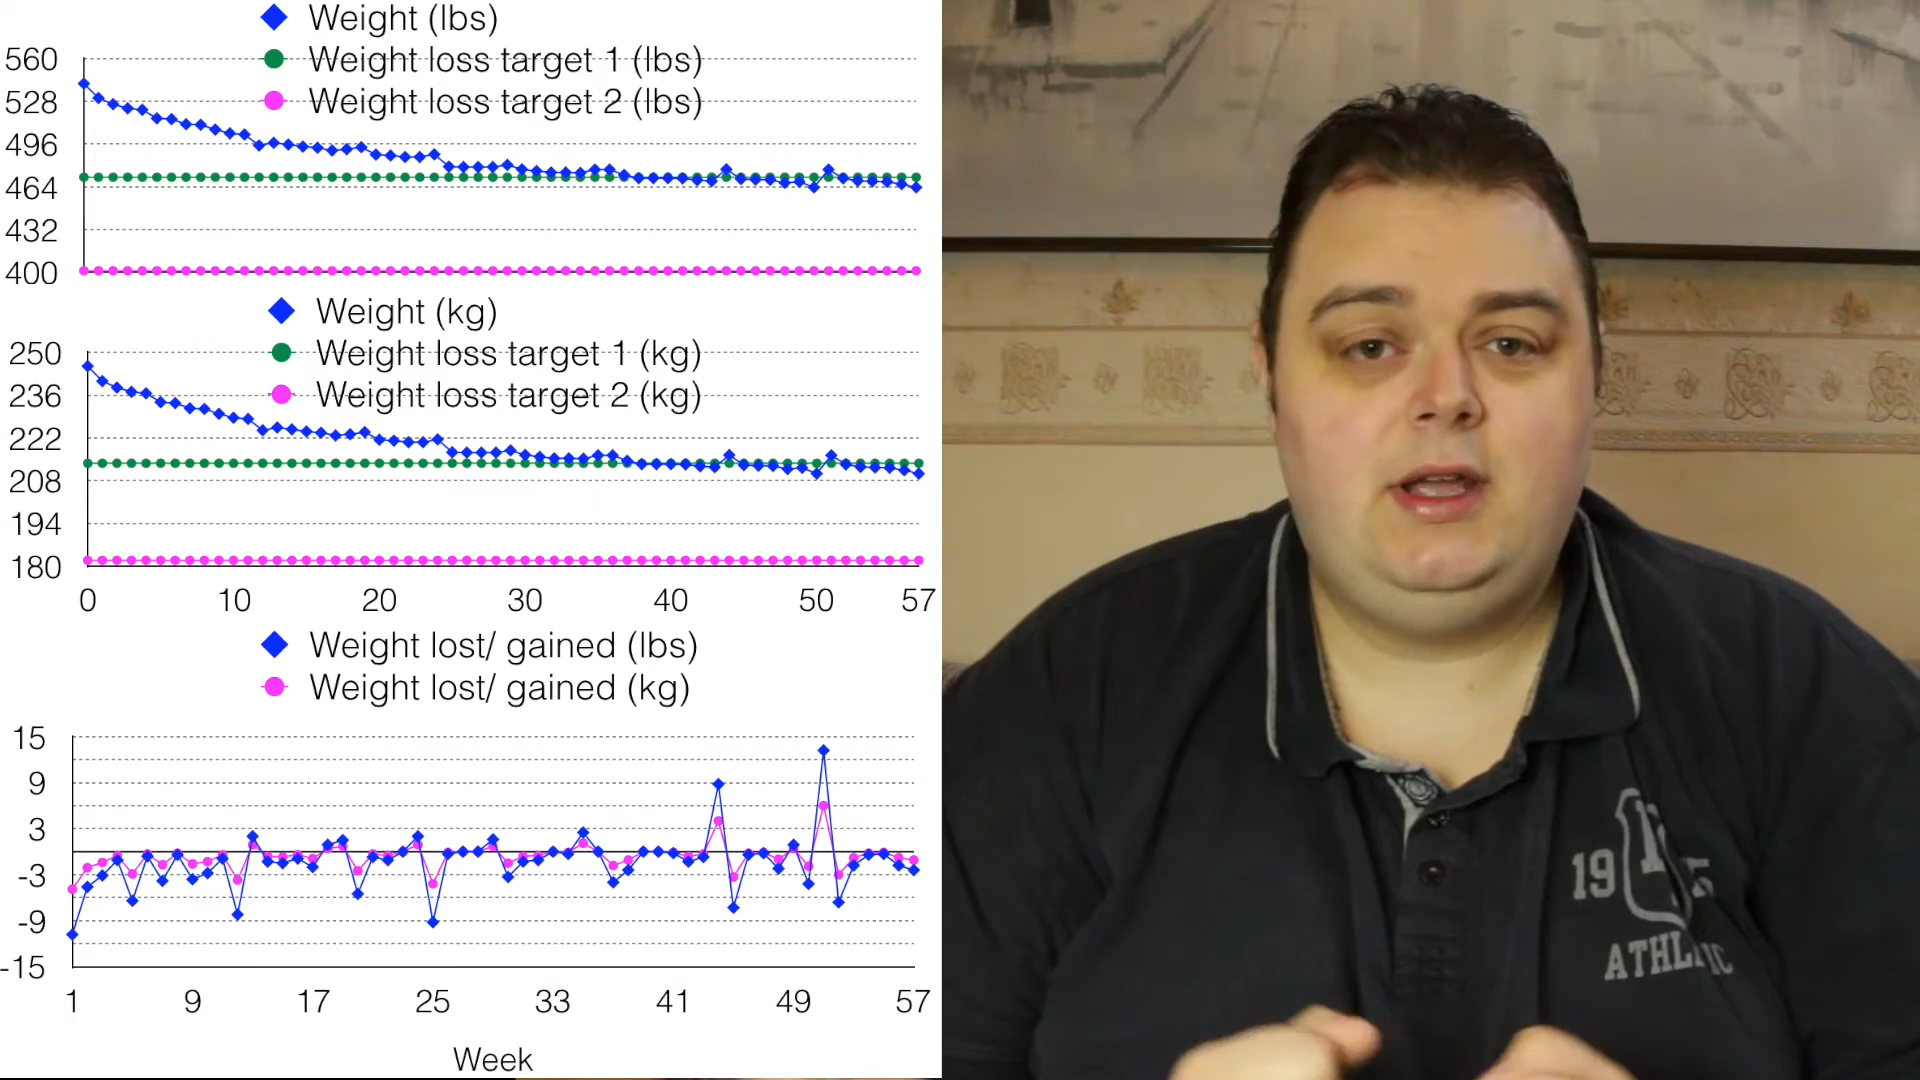 Weight (lbs)
Weight loss target 1 (lbs)
Weight loss target 2 (lbs)
560
528
496
464
432
400
Weight (kg)
Weight loss target 1 (kg)
Weight loss target 2 (kg)
250
236
222
208
194
180
0 10 20 30 40 50 57
Weight lost/ gained (lbs)
Weight lost/ gained (kg)
15
9
3
-3
-9
-15
1 9 17 25 33 41 49 57
Week
19